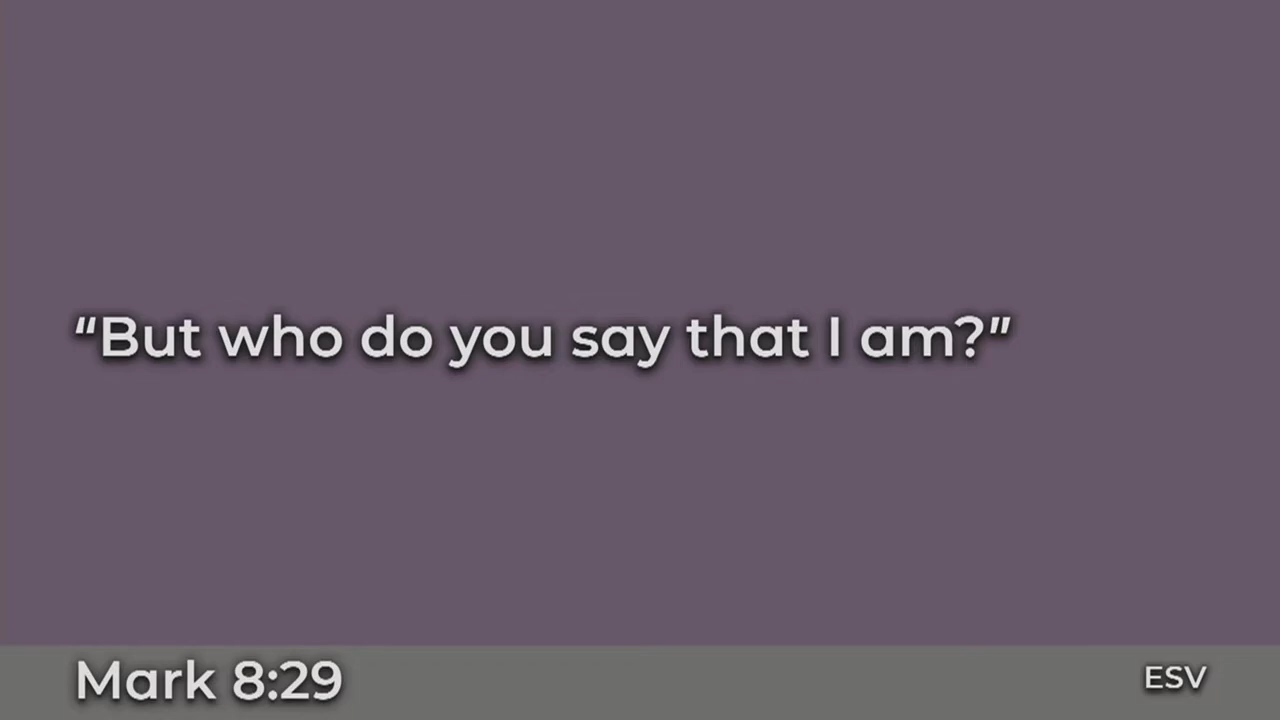 “But who do you say that I am?”
Mark 8:29
ESV